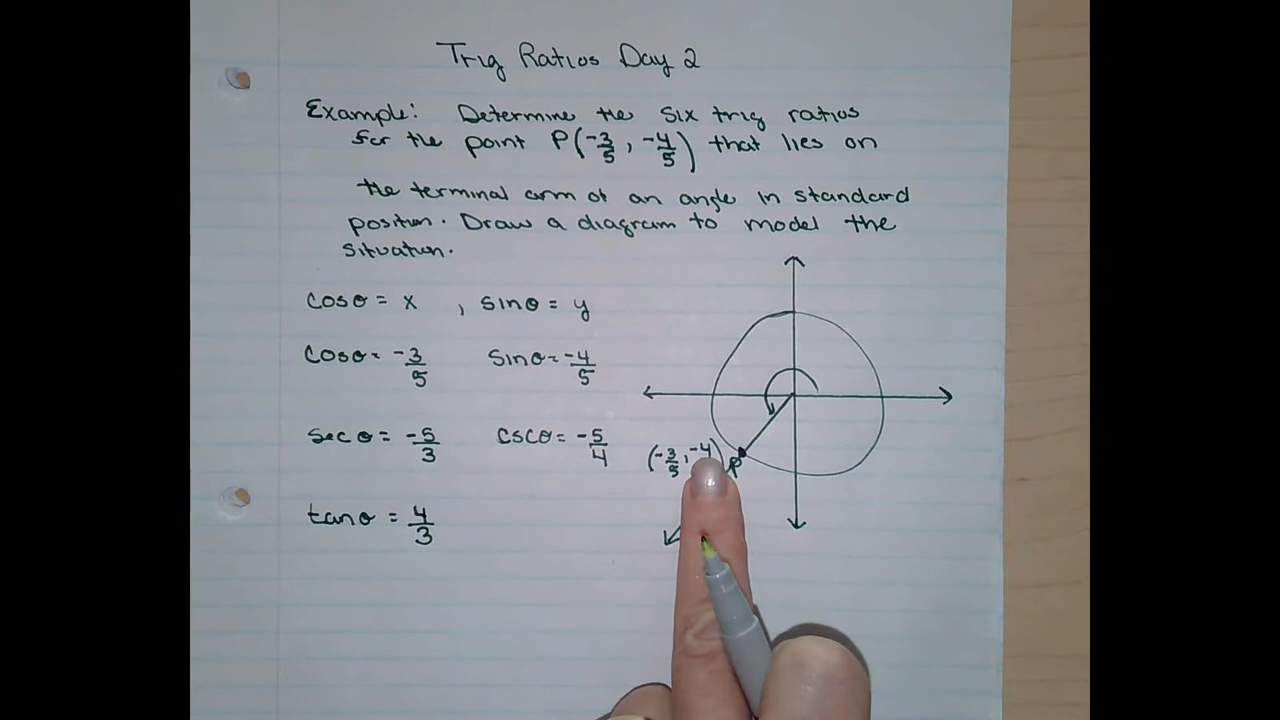 Trig Ratios Day 2
Example: Determine the six trig ratios
for the point P(-3/5, -4/5) that lies on
the terminal arm of an angle in standard
position. Draw a diagram to model the
situation.
cosθ = x , sinθ = y
cosθ = -3/5 sinθ = -4/5
secθ = -5/3 cscθ = -5/4
(-3/5, -4 ) P
tanθ = 4/3